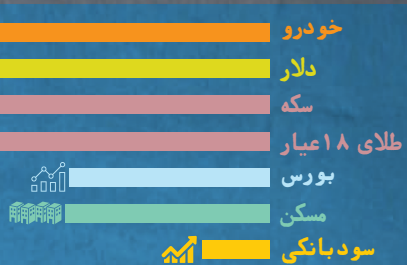 خودرو
دلار
سکه
طلای ۱۸عیار
بورس
مسکن
سودبانکی